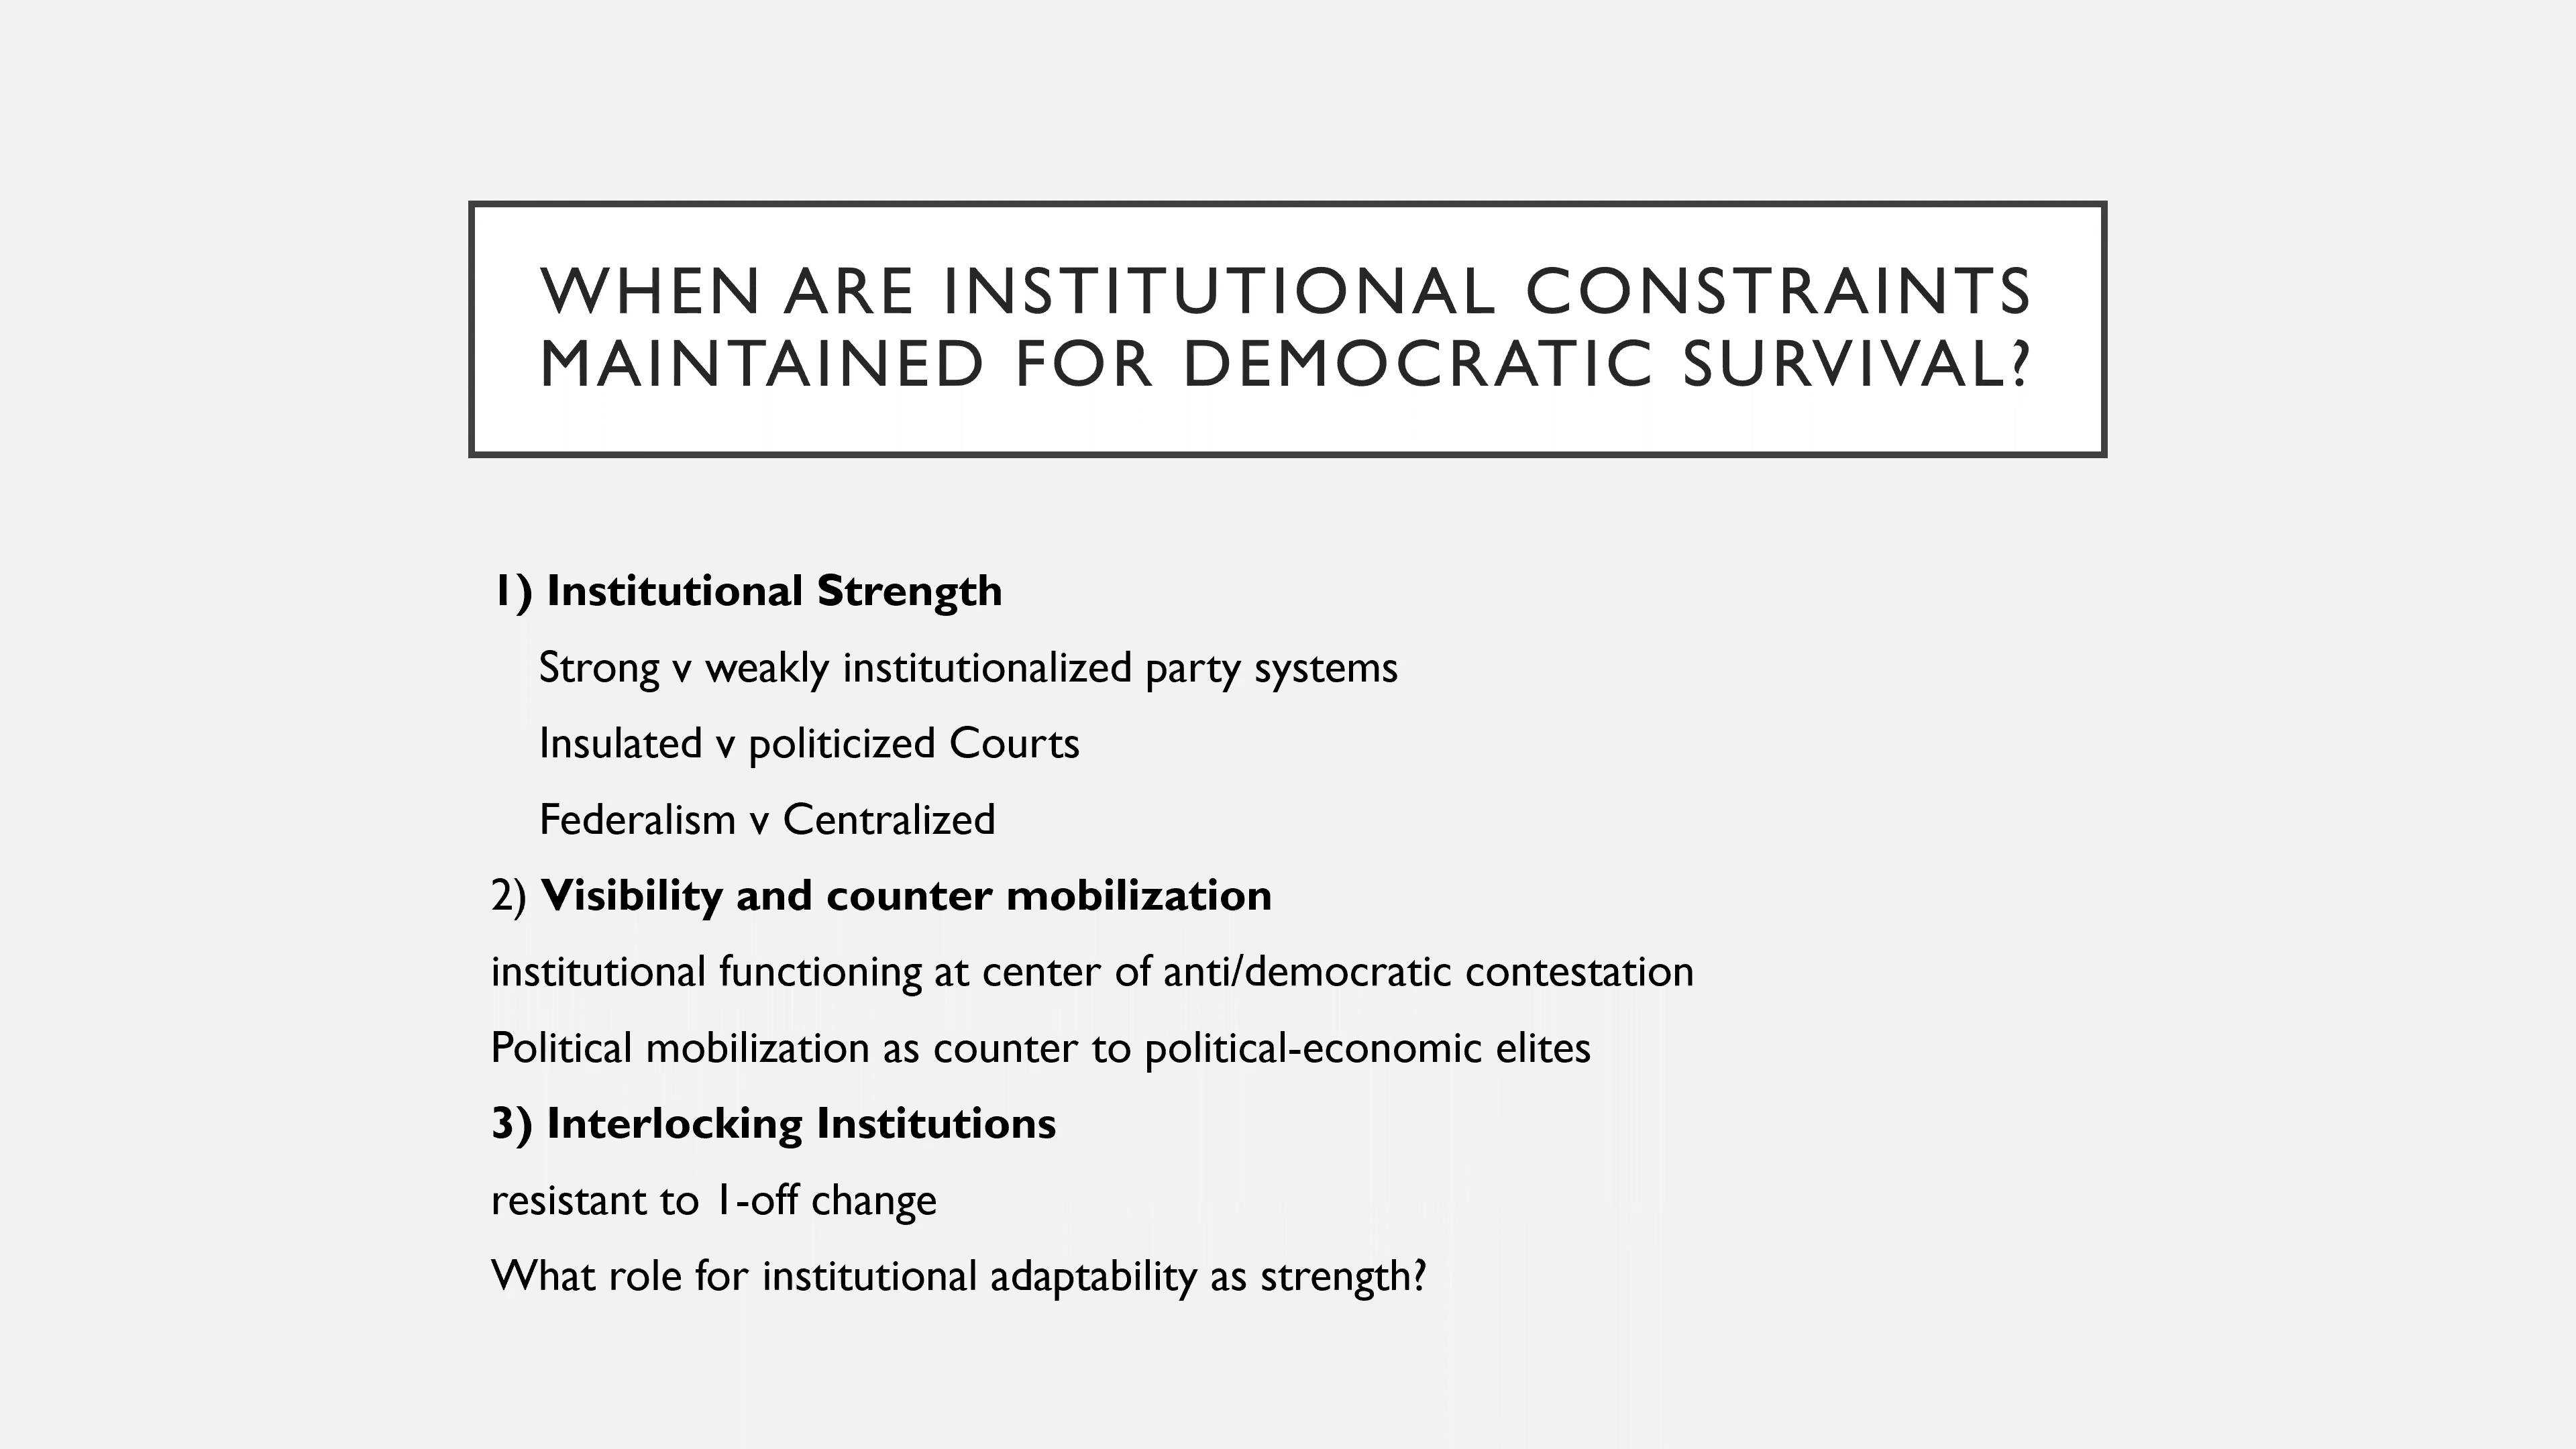 WHEN ARE INSTITUTIONAL CONSTRAINTS
MAINTAINED FOR DEMOCRATIC SURVIVAL?
1) Institutional Strength
Strong v weakly institutionalized party systems
Insulated v politicized Courts
Federalism v Centralized
2) Visibility and counter mobilization
institutional functioning at center of anti/democratic contestation
Political mobilization as counter to political-economic elites
3) Interlocking Institutions
resistant to 1-off change
What role for institutional adaptability as strength?